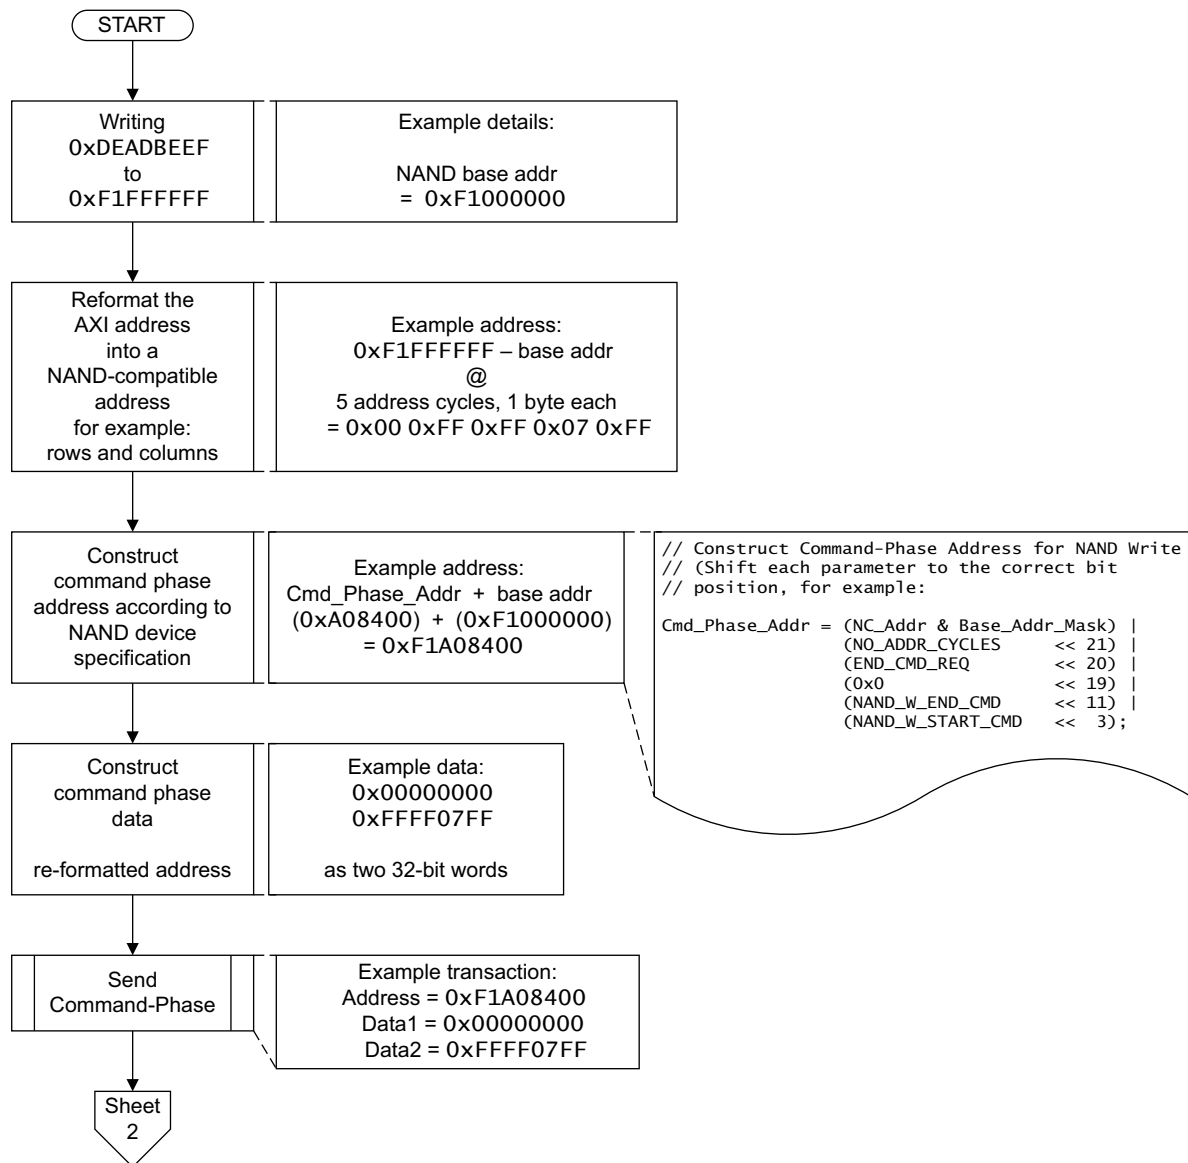 START
Writing
0xDEADBEEF
to
0xF1FFFFFF
Example details:
NAND base addr
= 0xF1000000
Reformat the
AXI address
into a
NAND-compatible
address
for example:
rows and columns
Example address:
0xF1FFFFFF – base addr
@
5 address cycles, 1 byte each
= 0x00 0xFF 0xFF 0x07 0xFF
Construct
command phase
address according to
NAND device
specification
Example address:
Cmd_Phase_Addr + base addr
(0xA08400) + (0xF1000000)
= 0xF1A08400
// Construct Command-Phase Address for NAND Write
// (Shift each parameter to the correct bit
// position, for example:
Cmd_Phase_Addr = (NC_Addr & Base_Addr_Mask) |
(NO_ADDR_CYCLES << 21) |
(END_CMD_REQ << 20) |
(0x0 << 19) |
(NAND_W_END_CMD << 11) |
(NAND_W_START_CMD << 3);
Construct
command phase
data
re-formatted address
Example data:
0x00000000
0xFFFF07FF
as two 32-bit words
Send
Command-Phase
Example transaction:
Address = 0xF1A08400
Data1 = 0x00000000
Data2 = 0xFFFF07FF
Sheet
2